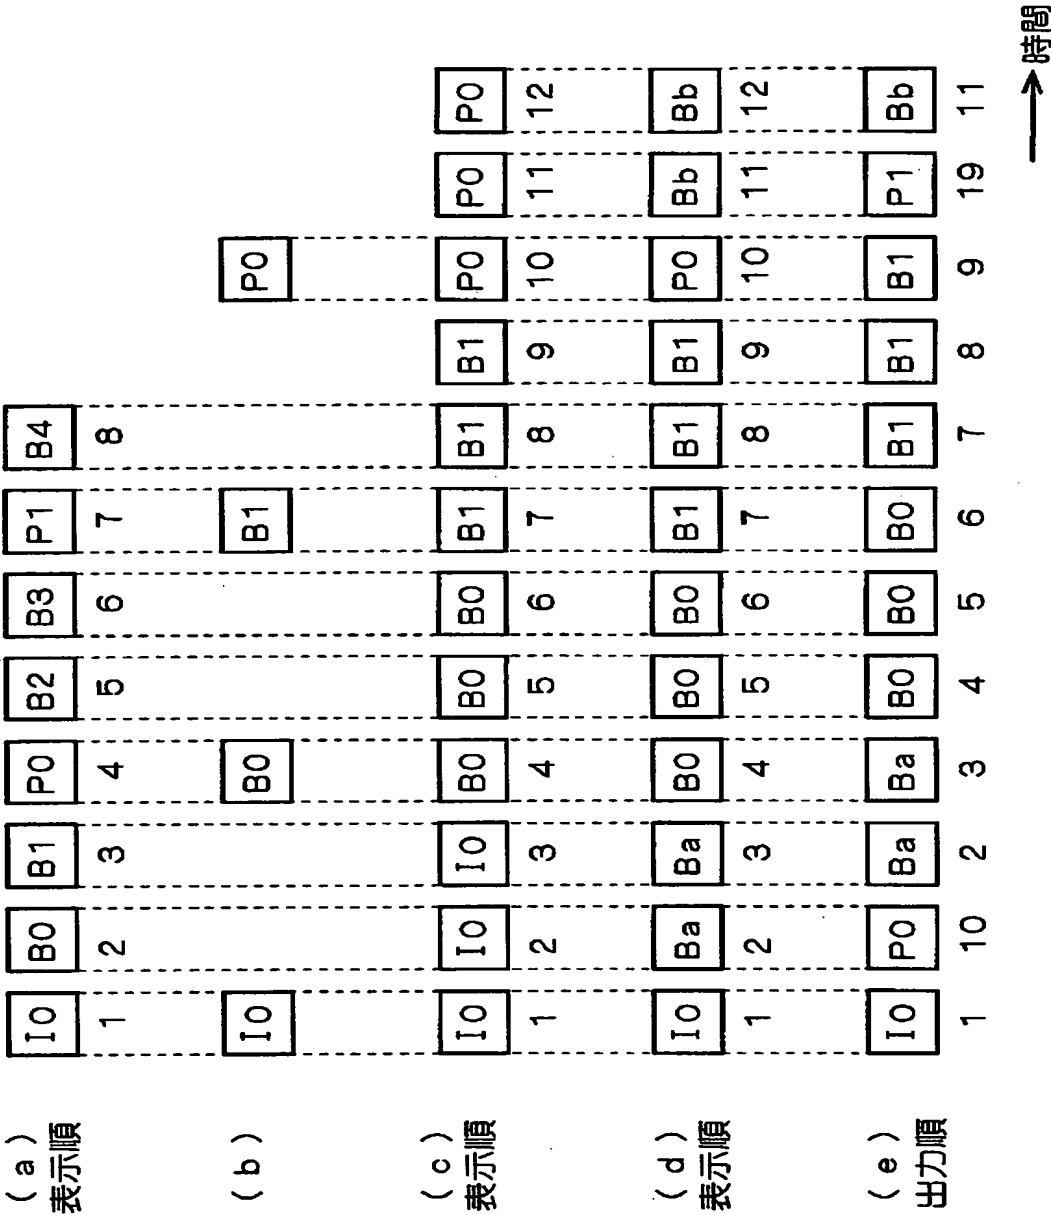 (a)
表示順
I0 B0 B1 P0 B2 B3 P1 B4
1 2 3 4 5 6 7 8
(b)
I0 B0 B1 P0
(c)
表示順
I0 I0 I0 B0 B0 B0 B1 B1 B1 P0 P0 P0
1 2 3 4 5 6 7 8 9 10 11 12
(d)
表示順
I0 Ba Ba B0 B0 B0 B1 B1 B1 P0 Bb Bb
1 2 3 4 5 6 7 8 9 10 11 12
(e)
出力順
I0 P0 Ba Ba B0 B0 B0 B1 B1 B1 P1 Bb
1 10 2 3 4 5 6 7 8 9 19 11
→時間